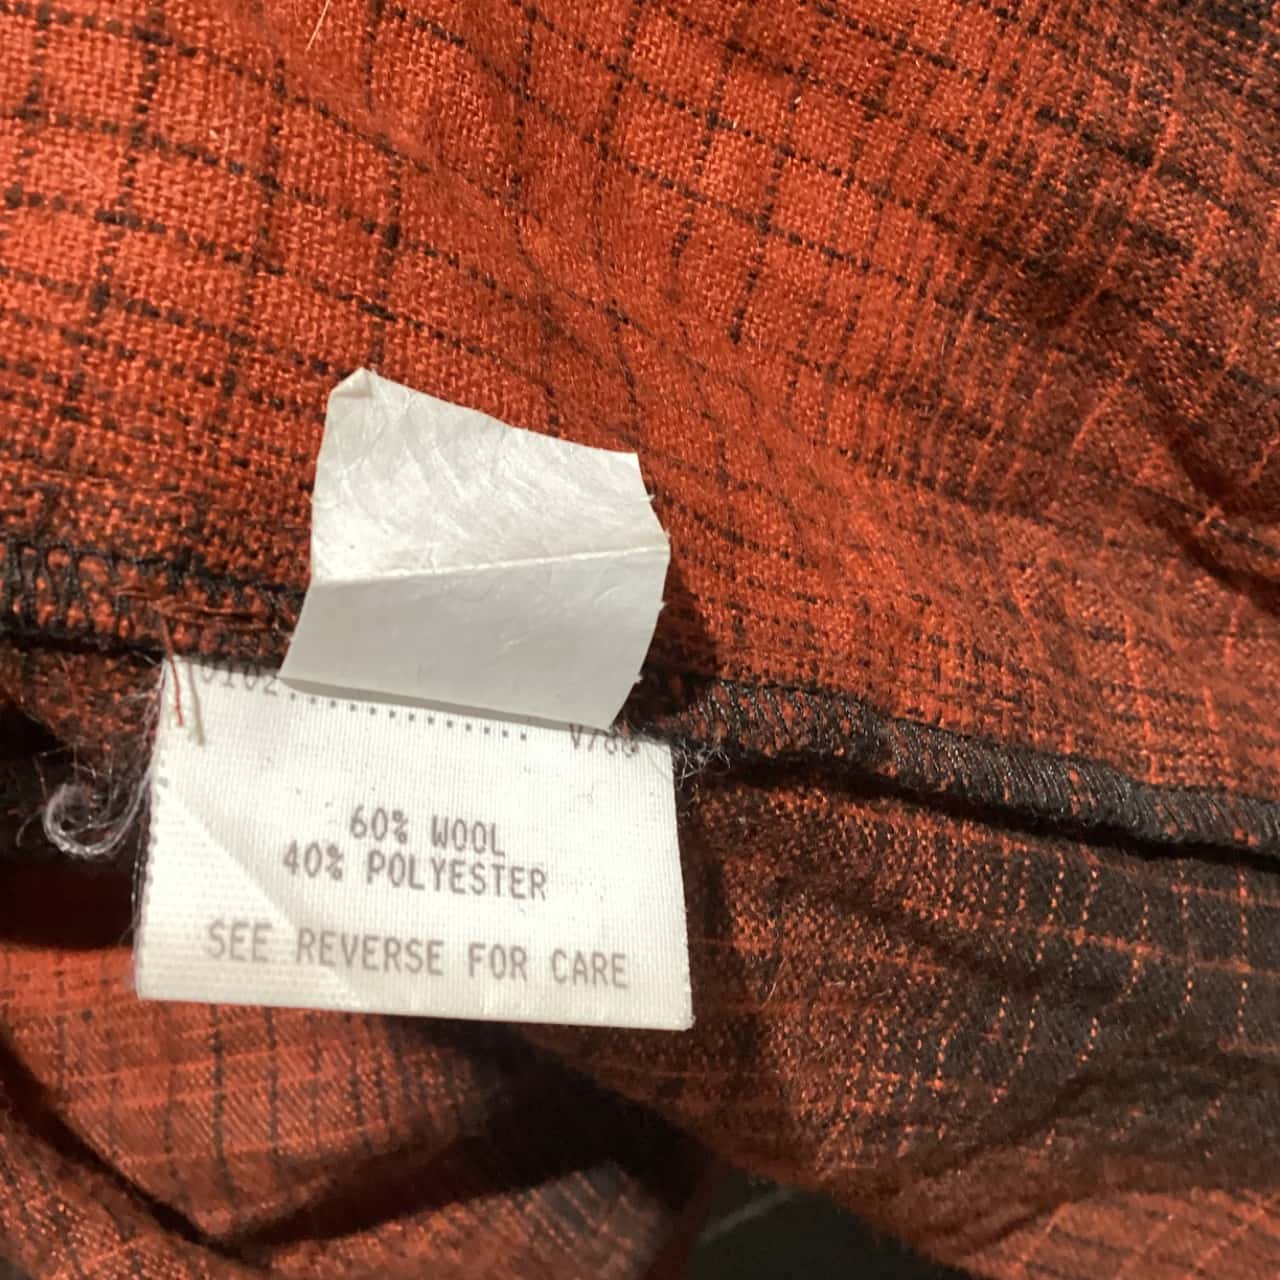 60% WOOL
40% POLYESTER
SEE REVERSE FOR CARE